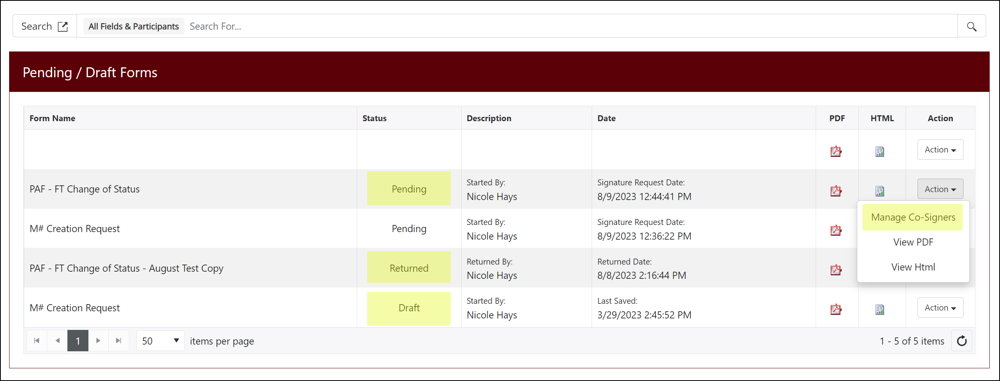 Search All Fields & Participants Search For...
Pending / Draft Forms
Form Name Status Description Date PDF HTML Action
Action
PAF - FT Change of Status Pending Started By: Signature Request Date: Action
Nicole Hays 8/9/2023 12:44:41 PM
Manage Co-Signers
M# Creation Request Pending Started By: Signature Request Date:
Nicole Hays 8/9/2023 12:36:22 PM
View PDF
PAF - FT Change of Status - August Test Copy Returned Returned By: Returned Date:
Nicole Hays 8/8/2023 2:16:44 PM
View Html
M# Creation Request Draft Started By: Last Saved: Action
Nicole Hays 3/29/2023 2:45:52 PM
1 50 items per page 1 - 5 of 5 items